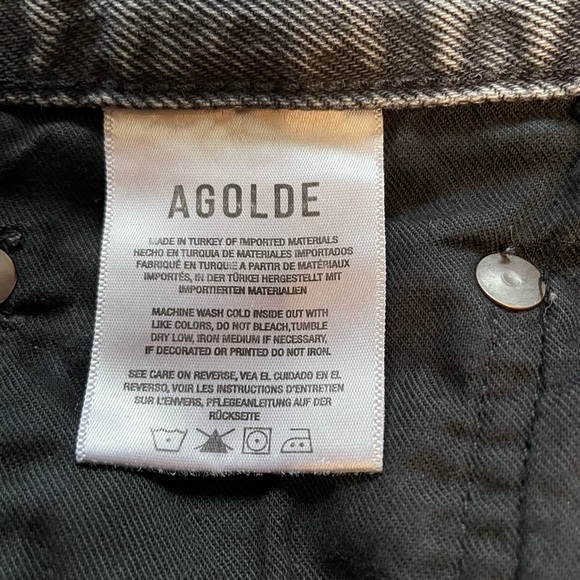 AGOLDE
MADE IN TURKEY OF IMPORTED MATERIALS
HECHO EN TURQUIA DE MATERIALES IMPORTADOS
FABRIQUÉ EN TURQUIE A PARTIR DE MATÉRIAUX
IMPORTÉS, IN DER TÜRKEI HERGESTELLT MIT
IMPORTIERTEN MATERIALIEN
MACHINE WASH COLD INSIDE OUT WITH
LIKE COLORS, DO NOT BLEACH,TUMBLE
DRY LOW, IRON MEDIUM IF NECESSARY,
IF DECORATED OR PRINTED DO NOT IRON.
SEE CARE ON REVERSE, VEA EL CUIDADO EN EL
REVERSO, VOIR LES INSTRUCTIONS D'ENTRETIEN
SUR L'ENVERS, PFLEGEANLEITUNG AUF DER
RÜCKSEITE